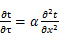 ∂t/∂τ = α ∂²t/∂x²